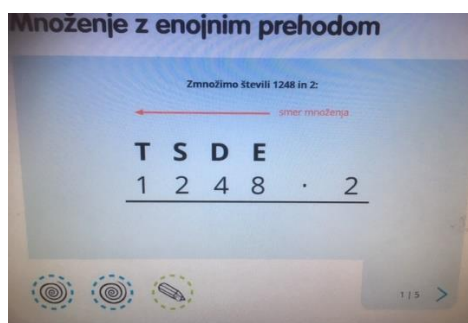 Množenje z enojnim prehodom
Zmnožimo števili 1248 in 2:
smer množenja
T S D E
1 2 4 8 · 2
1 | 5